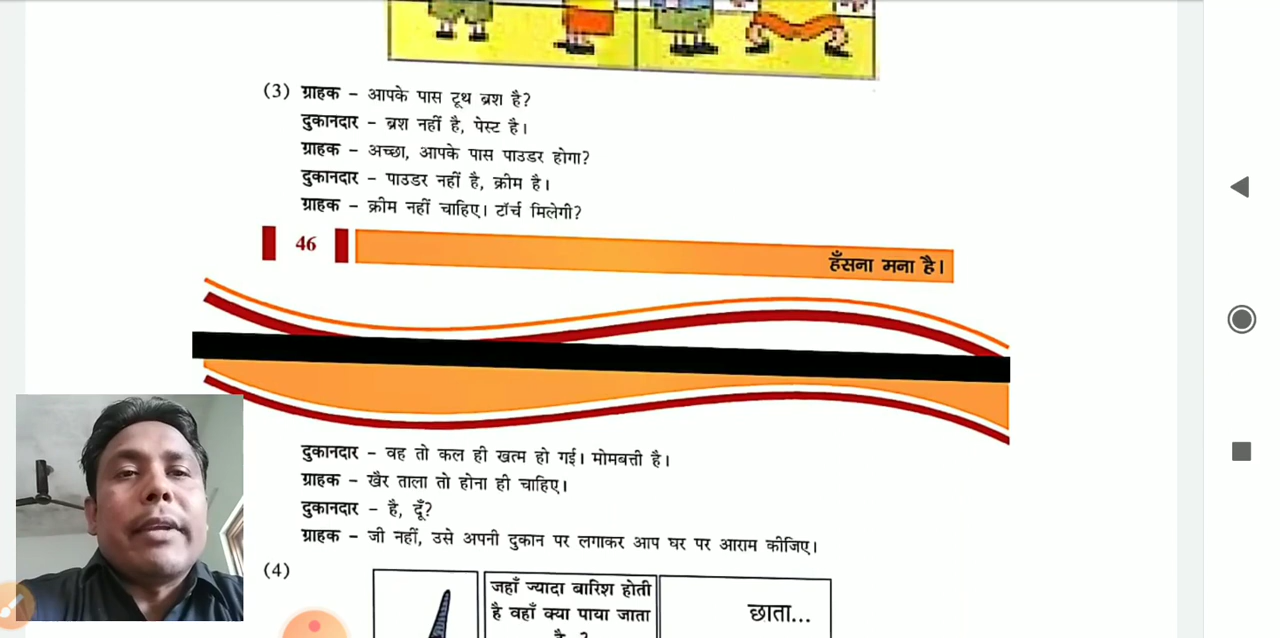 (3) ग्राहक – आपके पास टूथ ब्रश है?
दुकानदार – ब्रश नहीं है, पेस्ट है।
ग्राहक – अच्छा, आपके पास पाउडर होगा?
दुकानदार – पाउडर नहीं है, क्रीम है।
ग्राहक – क्रीम नहीं चाहिए। टॉर्च मिलेगी?
46
हँसना मना है।
दुकानदार – वह तो कल ही खत्म हो गई। मोमबत्ती है।
ग्राहक – खैर ताला तो होना ही चाहिए।
दुकानदार – है, दूँ?
ग्राहक – जी नहीं, उसे अपनी दुकान पर लगाकर आप घर पर आराम कीजिए।
(4)
जहाँ ज्यादा बारिश होती
है वहाँ क्या पाया जाता
है ?
छाता...